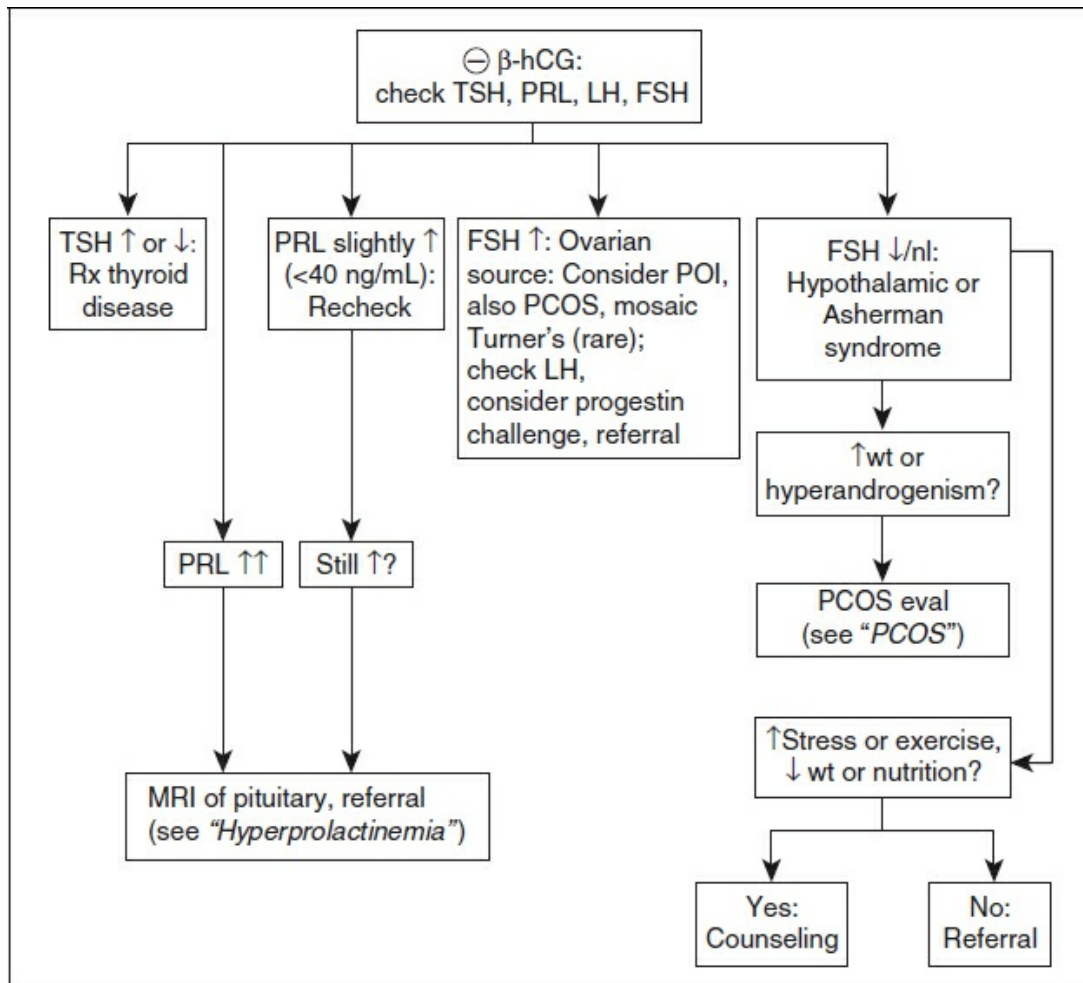 ⊖ β-hCG:
check TSH, PRL, LH, FSH
TSH ↑ or ↓:
Rx thyroid
disease
PRL slightly ↑
(<40 ng/mL):
Recheck
FSH ↑: Ovarian
source: Consider POI,
also PCOS, mosaic
Turner's (rare);
check LH,
consider progestin
challenge, referral
FSH ↓/nl:
Hypothalamic or
Asherman
syndrome
↑wt or
hyperandrogenism?
PRL ↑↑
Still ↑?
PCOS eval
(see “PCOS”)
↑Stress or exercise,
↓ wt or nutrition?
MRI of pituitary, referral
(see “Hyperprolactinemia”)
Yes:
Counseling
No:
Referral